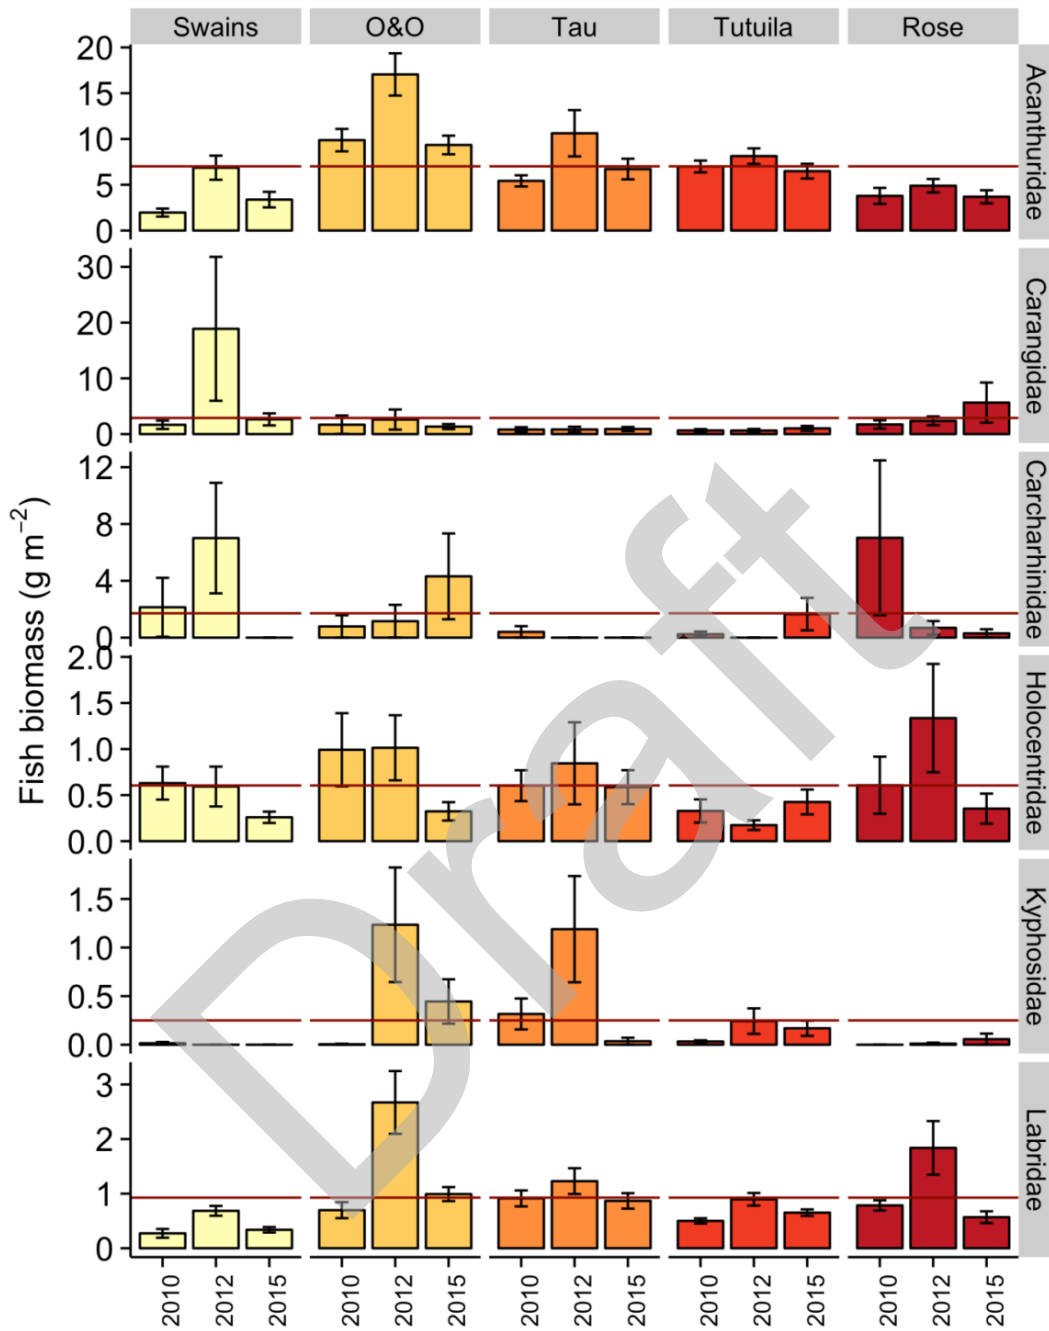 Swains O&O Tau Tutuila Rose
Fish biomass (g m⁻²)
20
15
10
5
0
Acanthuridae
30
20
10
0
Carangidae
12
8
4
0
Carcharhinidae
2.0
1.5
1.0
0.5
0.0
Holocentridae
1.5
1.0
0.5
0.0
Kyphosidae
3
2
1
0
Labridae
2010 2012 2015 2010 2012 2015 2010 2012 2015 2010 2012 2015 2010 2012 2015
Draft